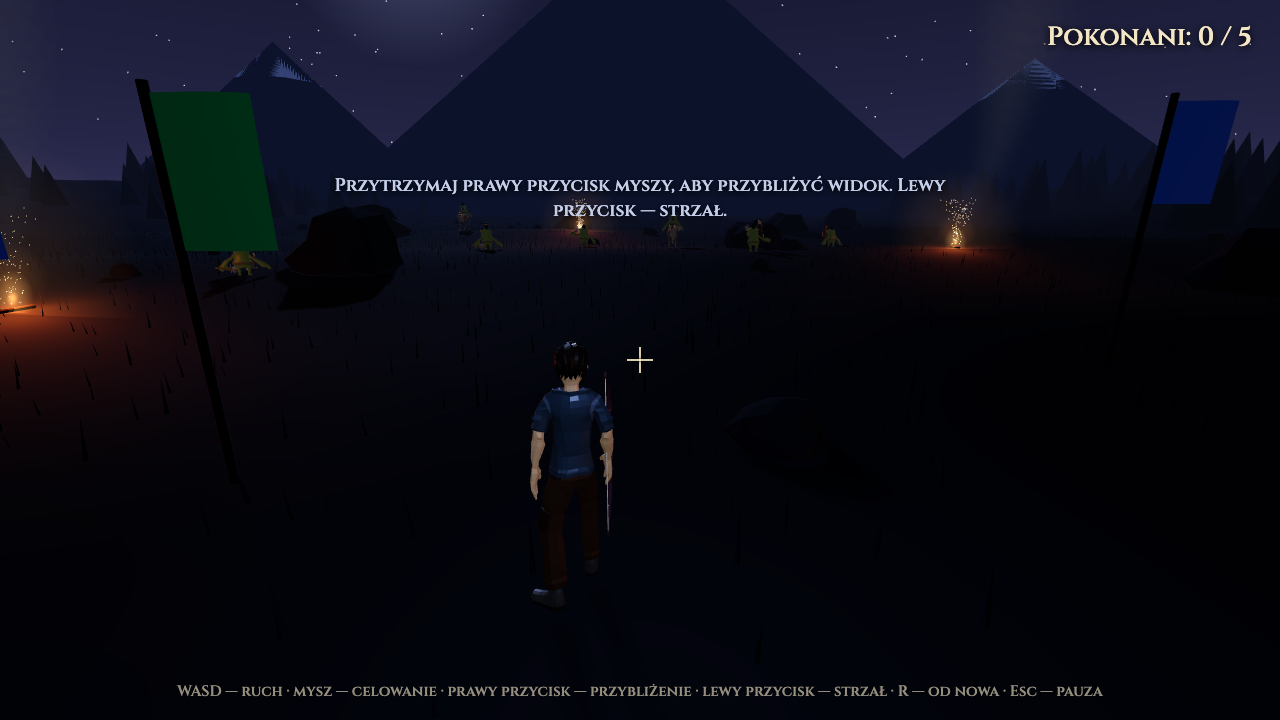 Pokonani: 0 / 5
Przytrzymaj prawy przycisk myszy, aby przybliżyć widok. Lewy
przycisk — strzał.
WASD — ruch · mysz — celowanie · prawy przycisk — przybliżenie · lewy przycisk — strzał · R — od nowa · Esc — pauza